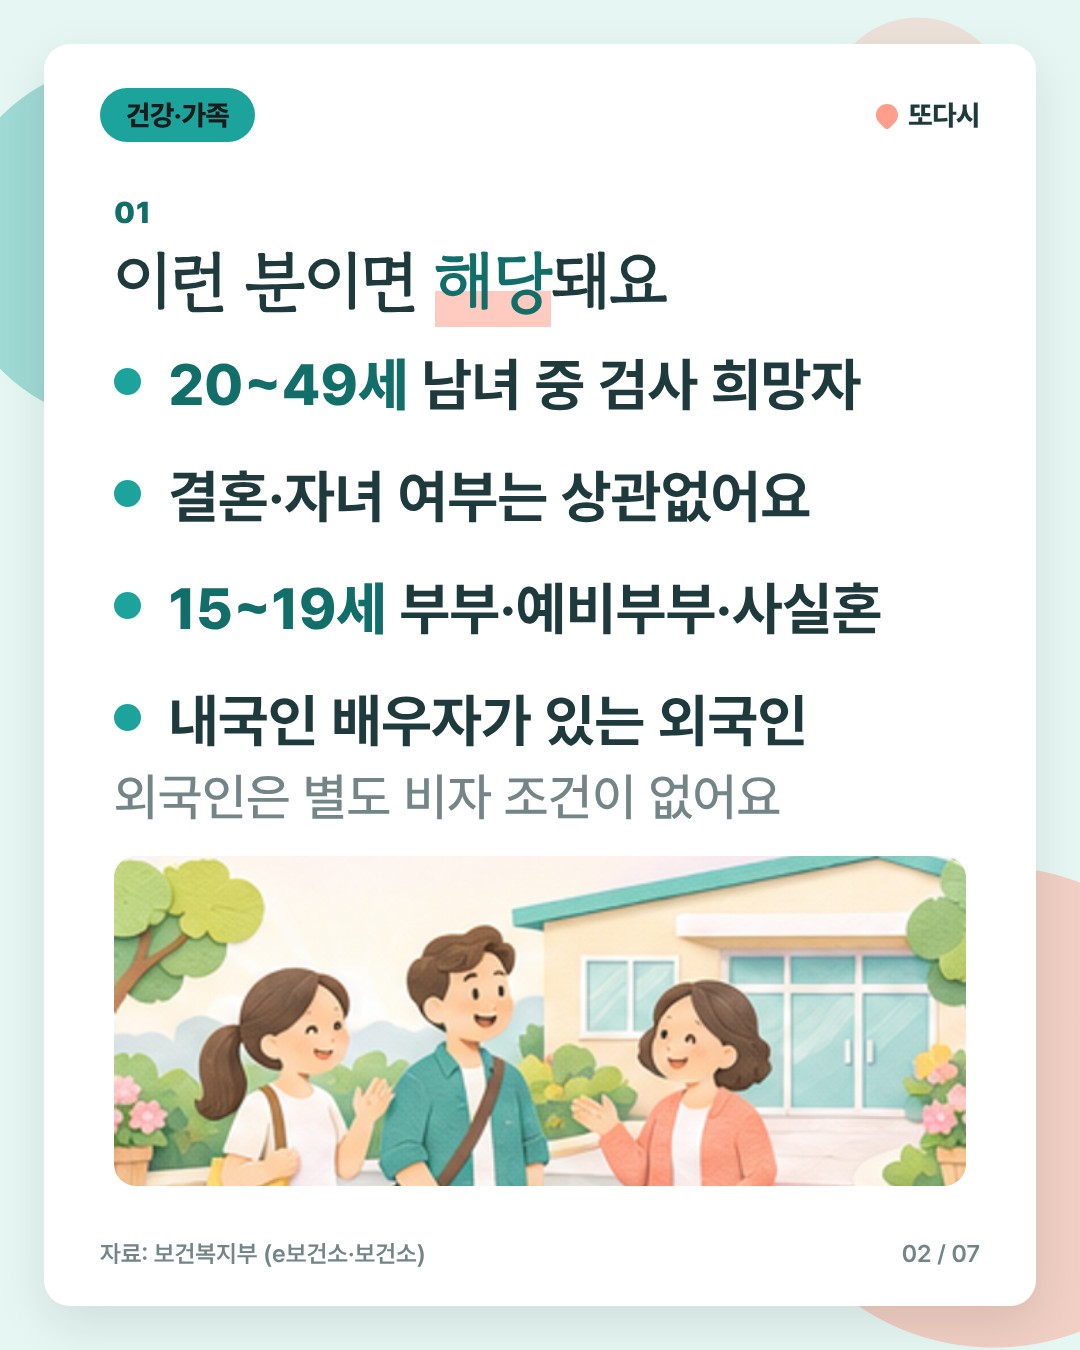 건강·가족
또다시
01
이런 분이면 해당돼요
20~49세 남녀 중 검사 희망자
결혼·자녀 여부는 상관없어요
15~19세 부부·예비부부·사실혼
내국인 배우자가 있는 외국인
외국인은 별도 비자 조건이 없어요
자료: 보건복지부 (e보건소·보건소)
02 / 07